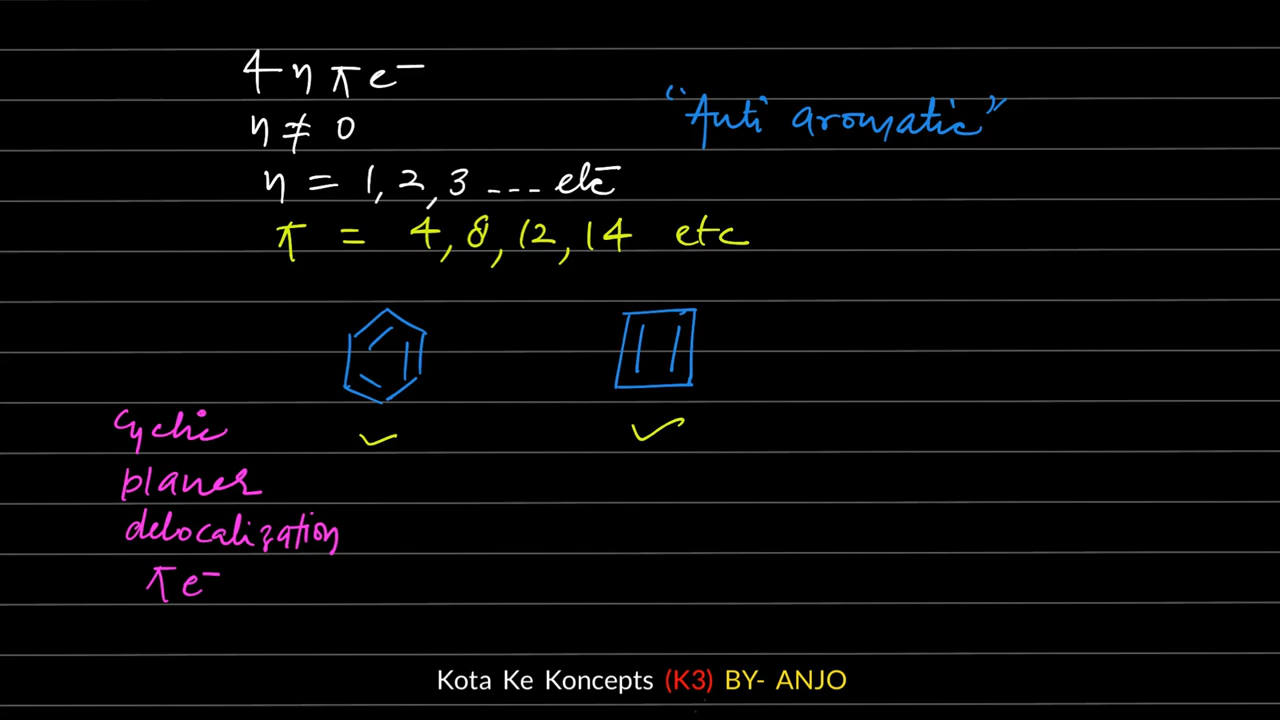 4n π e⁻
n ≠ 0
"Anti aromatic"
n = 1, 2, 3 --- etc
π = 4, 8, 12, 14 etc
Cyclic
planer
delocalization
π e⁻
Kota Ke Koncepts (K3) BY- ANJO